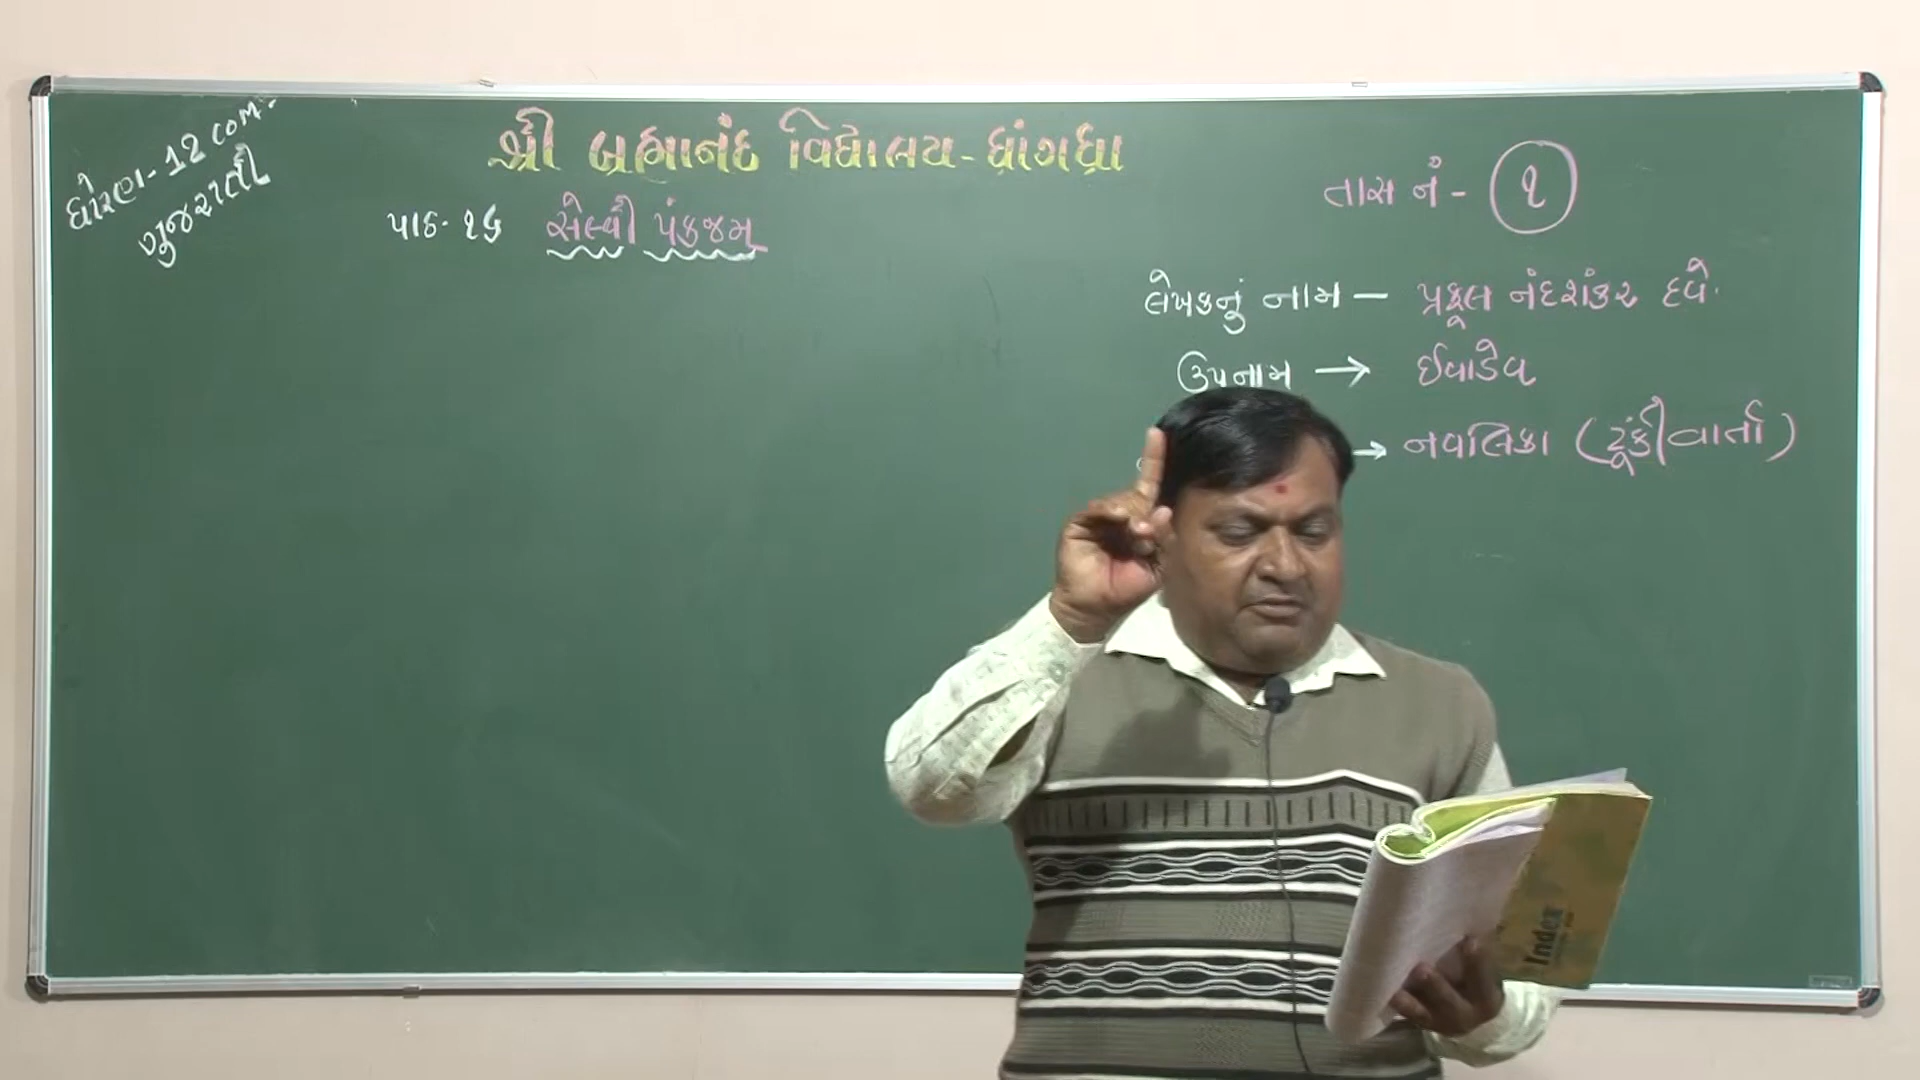 ધોરણ-12 com.
ગુજરાતી
શ્રી બ્રહ્માનંદ વિદ્યાલય-ધ્રાંગધ્રા
તાસ નં - ૧
પાઠ-૧૬ સેલ્વી પંકજમ્
લેખકનું નામ — પ્રફૂલ નંદશંકર દવે.
ઉપનામ → ઈવાડેવ
→ નવલિકા (ટૂંકીવાર્તા)
Index